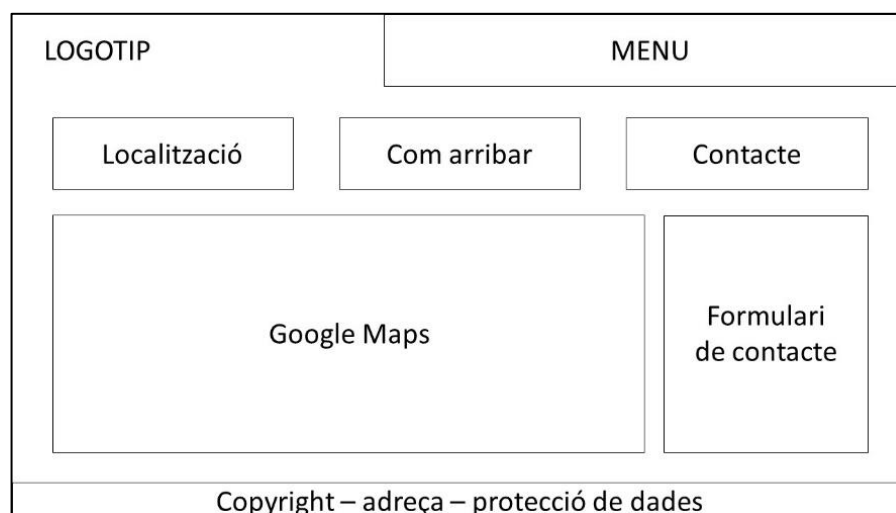 LOGOTIP
MENU
Localització
Com arribar
Contacte
Google Maps
Formulari
de contacte
Copyright – adreça – protecció de dades